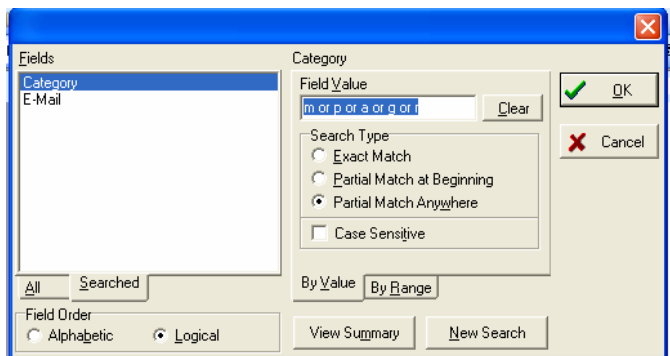 Fields
Category
E-Mail
All
Searched
Field Order
Alphabetic
Logical
Category
Field Value
m or p or a or g or r
Clear
Search Type
Exact Match
Partial Match at Beginning
Partial Match Anywhere
Case Sensitive
By Value
By Range
View Summary
New Search
OK
Cancel